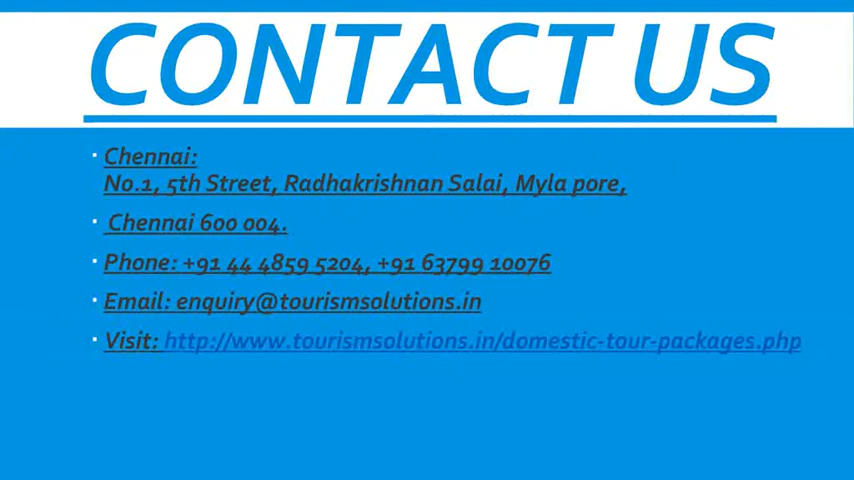 CONTACT US
Chennai:
No.1, 5th Street, Radhakrishnan Salai, Myla pore,
Chennai 600 004.
Phone: +91 44 4859 5204, +91 63799 10076
Email: enquiry@tourismsolutions.in
Visit: http://www.tourismsolutions.in/domestic-tour-packages.php